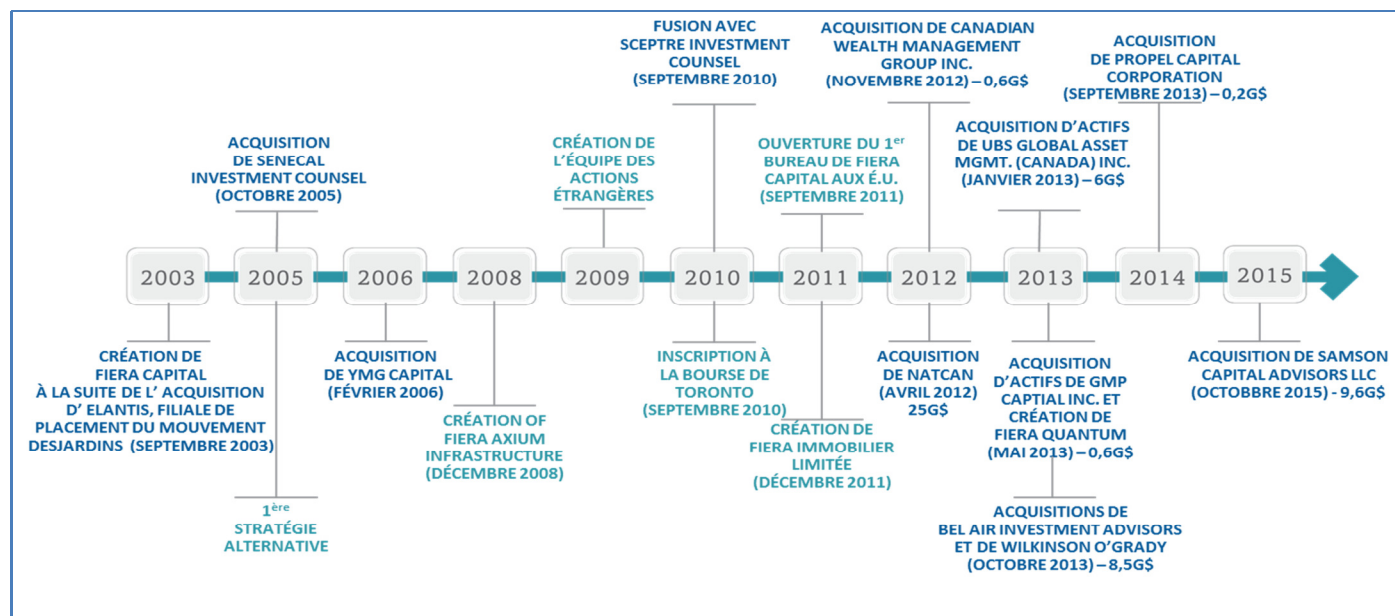 FUSION AVEC
SCEPTRE INVESTMENT
COUNSEL
(SEPTEMBRE 2010)
ACQUISITION DE CANADIAN
WEALTH MANAGEMENT
GROUP INC.
(NOVEMBRE 2012) – 0,6G$
ACQUISITION
DE PROPEL CAPITAL
CORPORATION
(SEPTEMBRE 2013) – 0,2G$
ACQUISITION
DE SENECAL
INVESTMENT COUNSEL
(OCTOBRE 2005)
CRÉATION DE
L'ÉQUIPE DES
ACTIONS
ÉTRANGÈRES
OUVERTURE DU 1er
BUREAU DE FIERA
CAPITAL AUX É.U.
(SEPTEMBRE 2011)
ACQUISITION D'ACTIFS
DE UBS GLOBAL ASSET
MGMT. (CANADA) INC.
(JANVIER 2013) – 6G$
2003
2005
2006
2008
2009
2010
2011
2012
2013
2014
2015
CRÉATION DE
FIERA CAPITAL
À LA SUITE DE L' ACQUISITION
D' ELANTIS, FILIALE DE
PLACEMENT DU MOUVEMENT
DESJARDINS (SEPTEMBRE 2003)
1ère
STRATÉGIE
ALTERNATIVE
ACQUISITION
DE YMG CAPITAL
(FÉVRIER 2006)
CRÉATION OF
FIERA AXIUM
INFRASTRUCTURE
(DÉCEMBRE 2008)
INSCRIPTION À
LA BOURSE DE
TORONTO
(SEPTEMBRE 2010)
CRÉATION DE
FIERA IMMOBILIER
LIMITÉE
(DÉCEMBRE 2011)
ACQUISITION
DE NATCAN
(AVRIL 2012)
25G$
ACQUISITION
D'ACTIFS DE GMP
CAPTIAL INC. ET
CRÉATION DE
FIERA QUANTUM
(MAI 2013) – 0,6G$
ACQUISITIONS DE
BEL AIR INVESTMENT ADVISORS
ET DE WILKINSON O'GRADY
(OCTOBRE 2013) – 8,5G$
ACQUISITION DE SAMSON
CAPITAL ADVISORS LLC
(OCTOBBRE 2015) - 9,6G$